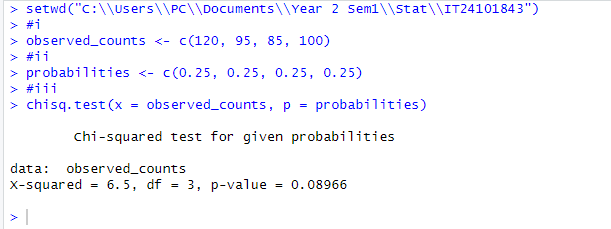 > setwd("C:\\Users\\PC\\Documents\\Year 2 Sem1\\Stat\\IT24101843")
> #i
> observed_counts <- c(120, 95, 85, 100)
> #ii
> probabilities <- c(0.25, 0.25, 0.25, 0.25)
> #iii
> chisq.test(x = observed_counts, p = probabilities)
Chi-squared test for given probabilities
data:  observed_counts
X-squared = 6.5, df = 3, p-value = 0.08966
>